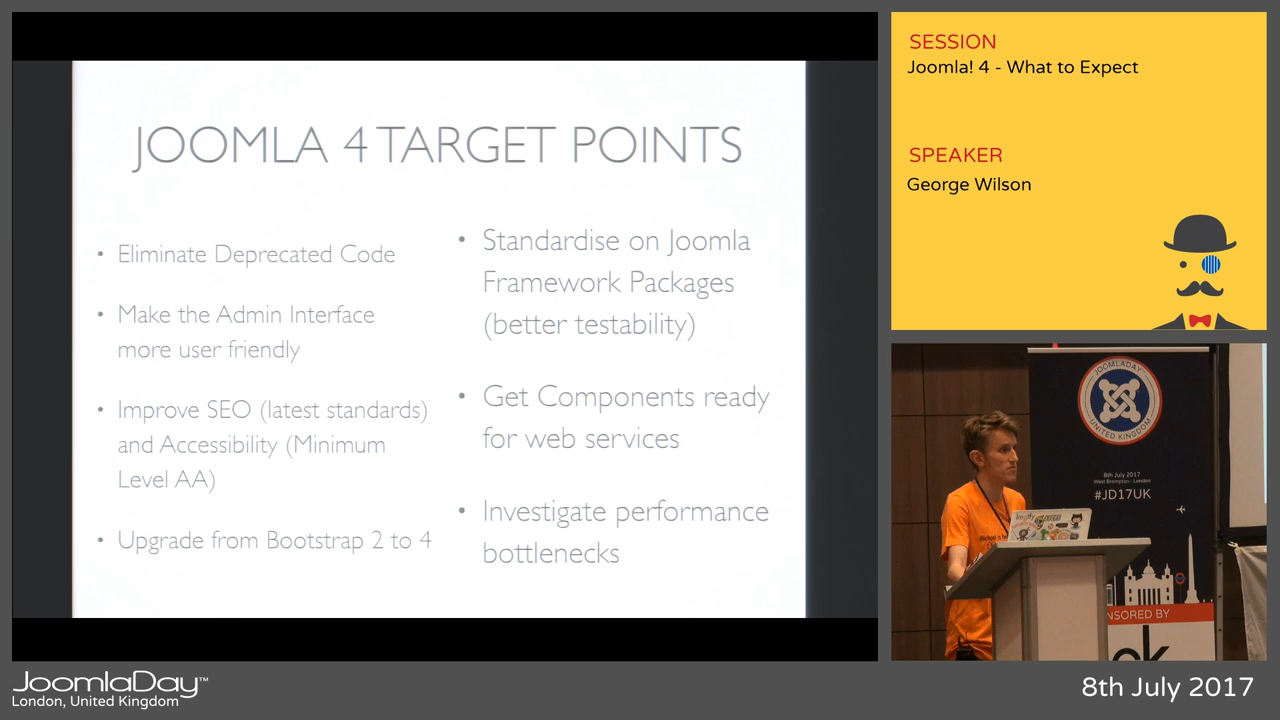 JOOMLA 4 TARGET POINTS
• Eliminate Deprecated Code
• Make the Admin Interface
more user friendly
• Improve SEO (latest standards)
and Accessibility (Minimum
Level AA)
• Upgrade from Bootstrap 2 to 4
• Standardise on Joomla
Framework Packages
(better testability)
• Get Components ready
for web services
• Investigate performance
bottlenecks
SESSION
Joomla! 4 - What to Expect
SPEAKER
George Wilson
JOOMLADAY
UNITED KINGDOM
8th July 2017
West Brompton - London
#JD17UK
NSORED BY
JoomlaDay™
London, United Kingdom
8th July 2017